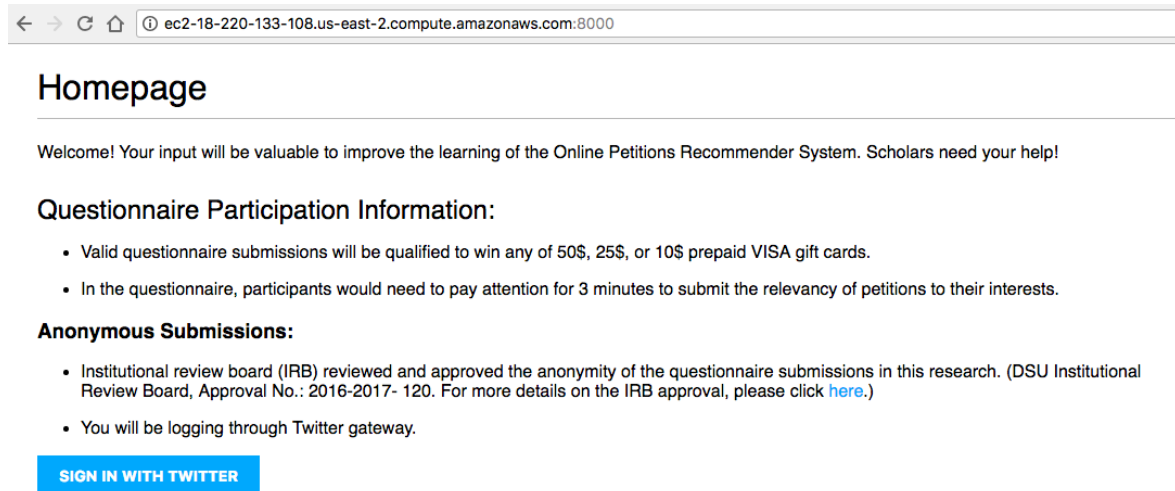 ec2-18-220-133-108.us-east-2.compute.amazonaws.com:8000
Homepage
Welcome! Your input will be valuable to improve the learning of the Online Petitions Recommender System. Scholars need your help!
Questionnaire Participation Information:
• Valid questionnaire submissions will be qualified to win any of 50$, 25$, or 10$ prepaid VISA gift cards.
• In the questionnaire, participants would need to pay attention for 3 minutes to submit the relevancy of petitions to their interests.
Anonymous Submissions:
• Institutional review board (IRB) reviewed and approved the anonymity of the questionnaire submissions in this research. (DSU Institutional
Review Board, Approval No.: 2016-2017- 120. For more details on the IRB approval, please click here.)
• You will be logging through Twitter gateway.
SIGN IN WITH TWITTER